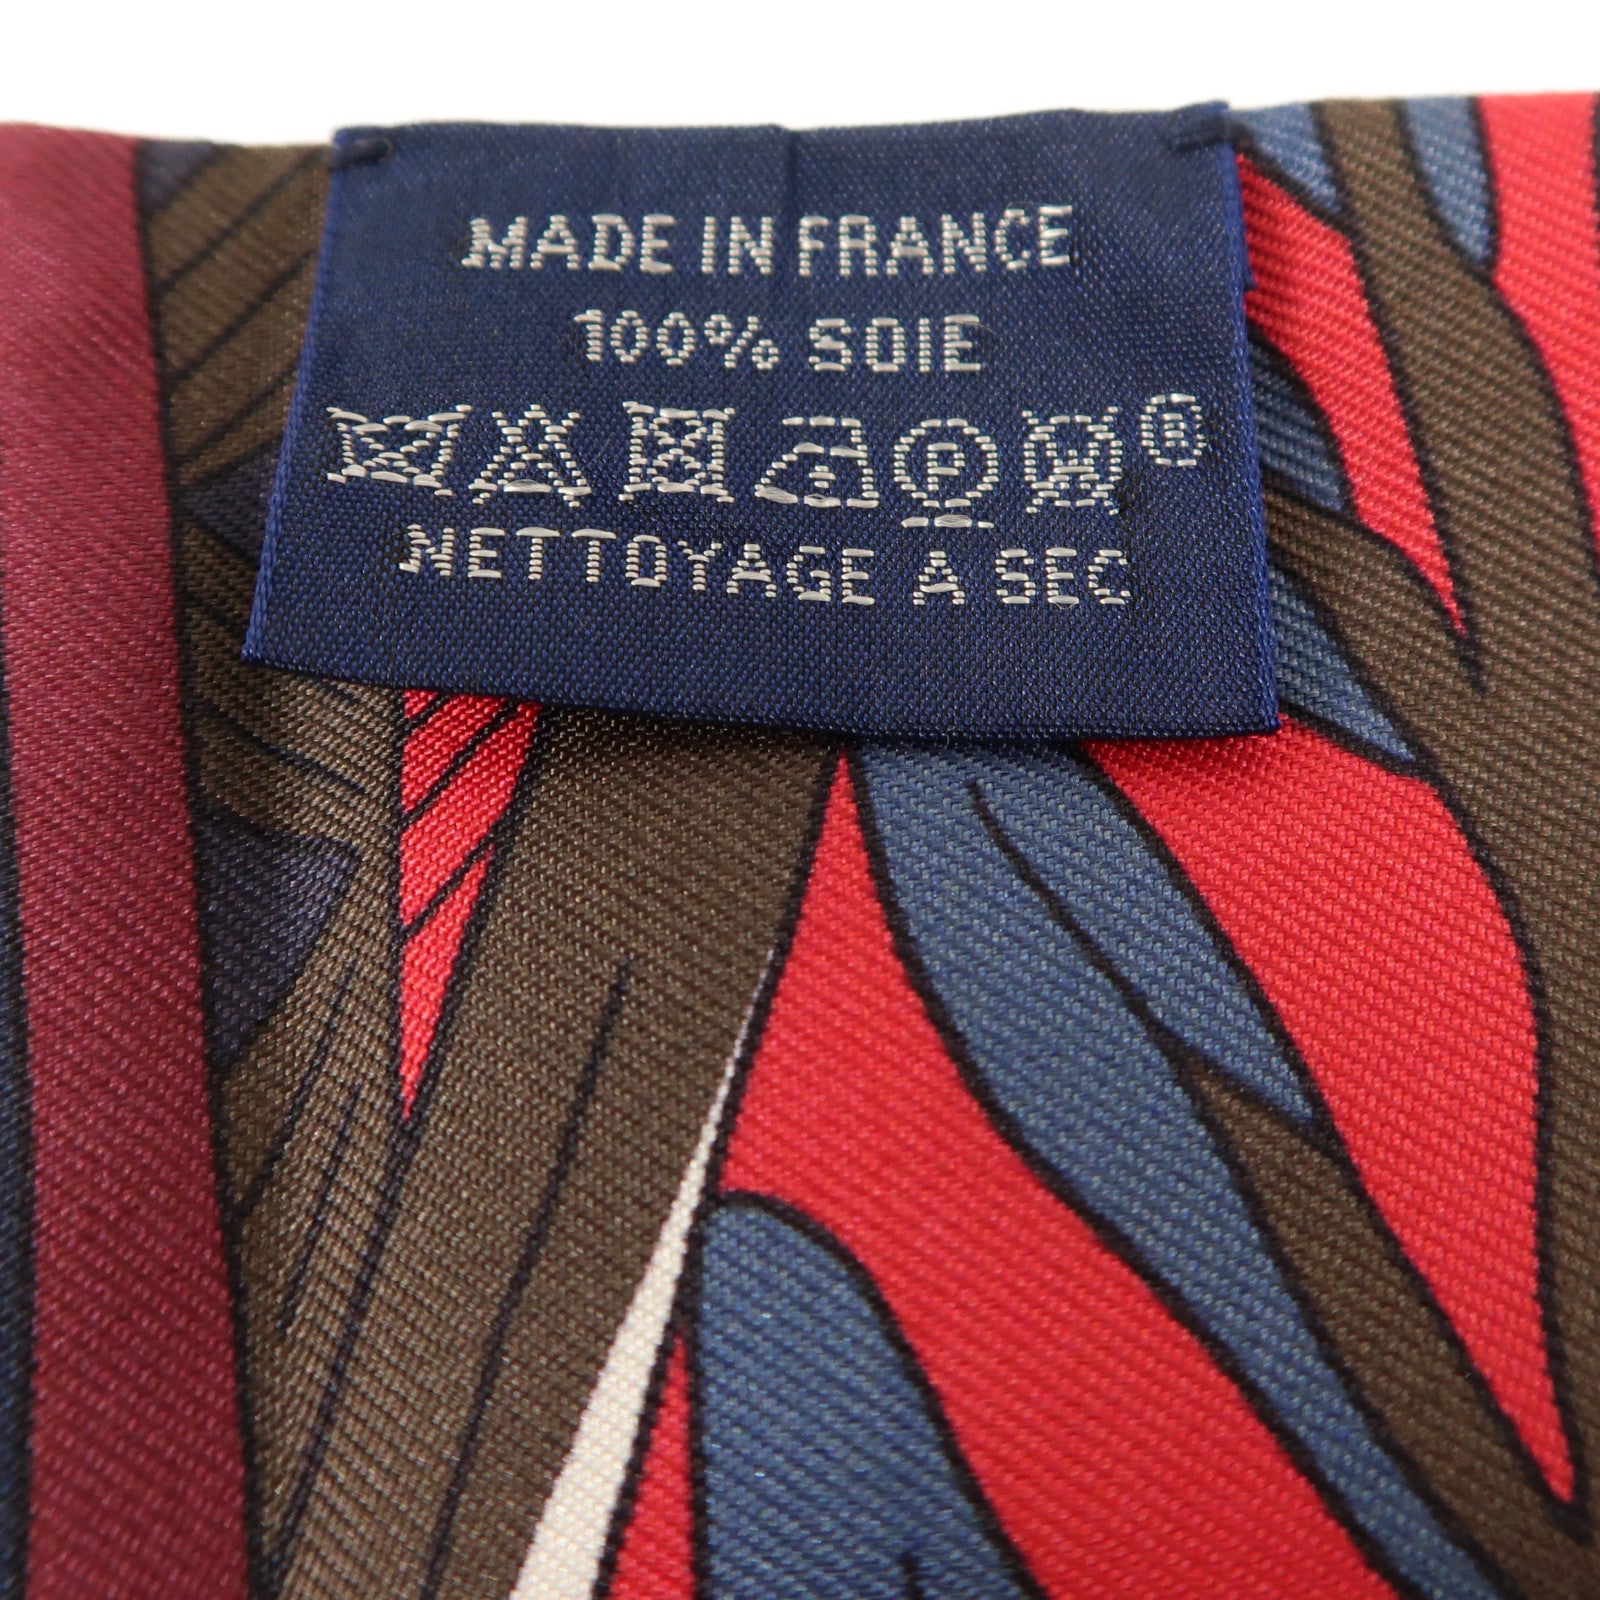 MADE IN FRANCE
100% SOIE
P W ®
NETTOYAGE A SEC